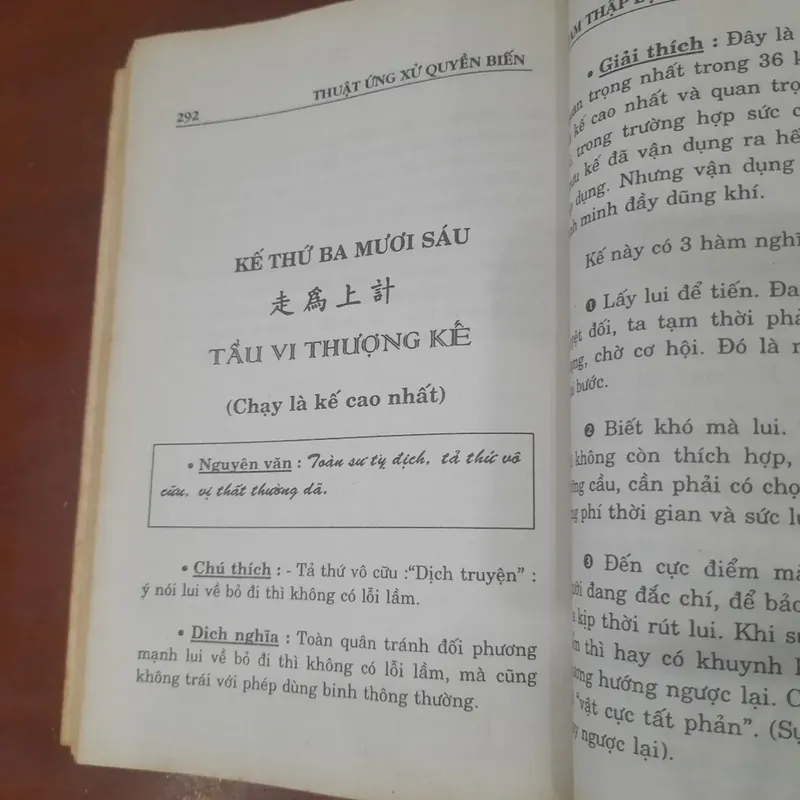 292
THUẬT ỨNG XỬ QUYỀN BIẾN
KẾ THỨ BA MƯƠI SÁU
走爲上計
TẨU VI THƯỢNG KẾ
(Chạy là kế cao nhất)
• Nguyên văn : Toàn sư tỵ địch, tả thứ vô
cữu, vị thất thường dã.
• Chú thích : - Tả thứ vô cữu :“Dịch truyện” :
ý nói lui về bỏ đi thì không có lỗi lầm.
• Dịch nghĩa : Toàn quân tránh đối phương
mạnh lui về bỏ đi thì không có lỗi lầm, mà cũng
không trái với phép dùng binh thông thường.
THẬP
• Giải thích : Đây là
trọng nhất trong 36
kế cao nhất và quan
trong trường hợp sức
kế đã vận dụng ra hết
dụng. Nhưng vận dụng
minh đầy dũng khí.
Kế này có 3 hàm
❶ Lấy lui để tiến.
đối, ta tạm thời
chờ cơ hội. Đó là
bước.
❷ Biết khó mà lui.
không còn thích hợp,
cầu, cần phải có
phí thời gian và sức
❸ Đến cực điểm
đang đắc chí, để
kịp thời rút lui. Khi
thì hay có khuynh
hướng ngược lại.
“vật cực tất phản”.
ngược lại).